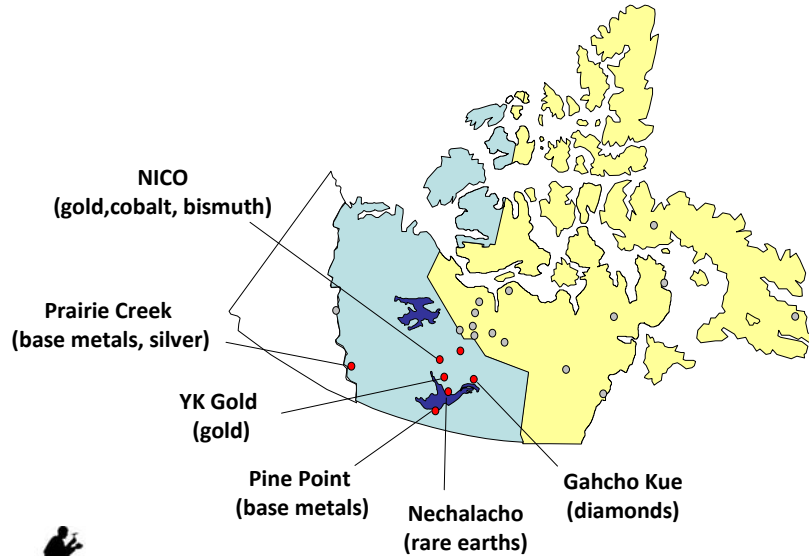 NICO
(gold,cobalt, bismuth)
Prairie Creek
(base metals, silver)
YK Gold
(gold)
Pine Point
(base metals)
Nechalacho
(rare earths)
Gahcho Kue
(diamonds)